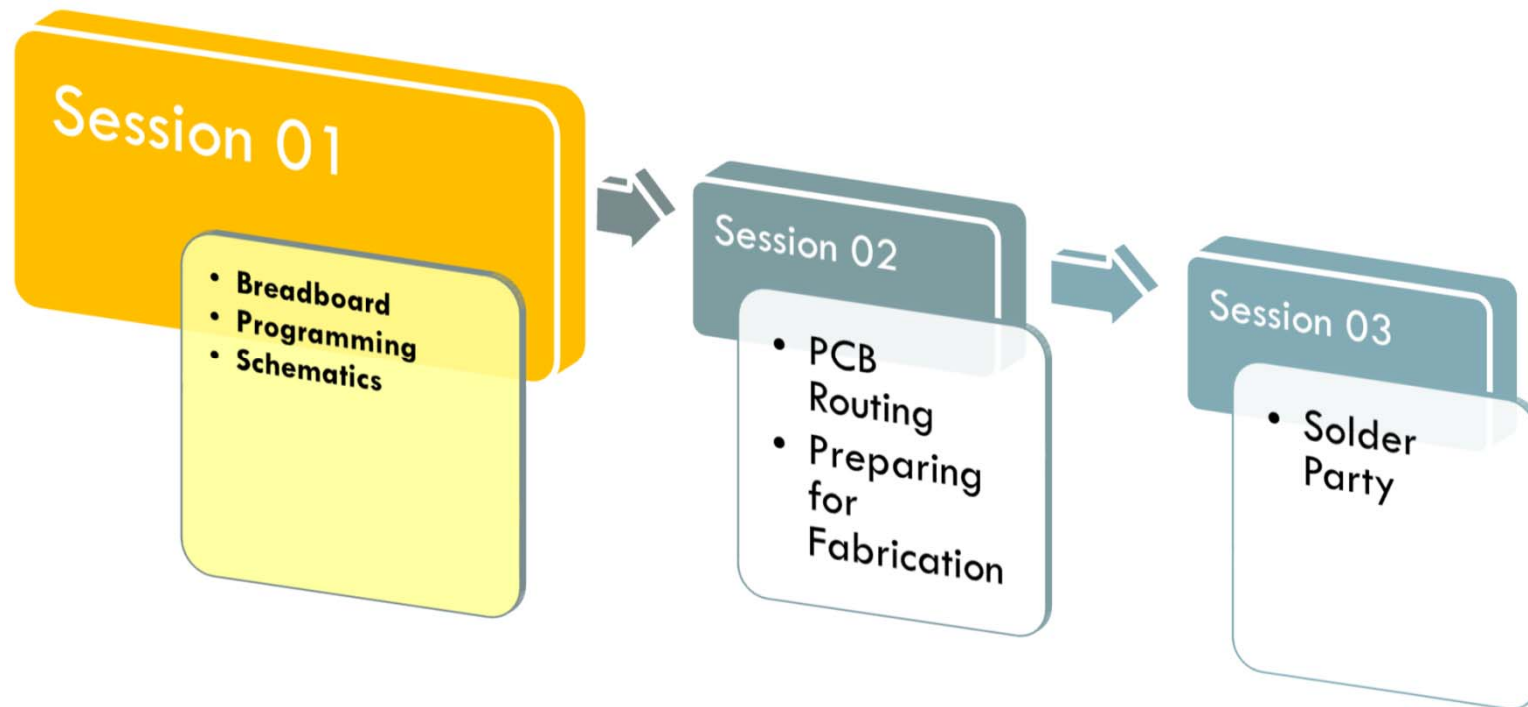 Session 01
• Breadboard
• Programming
• Schematics
Session 02
• PCB
Routing
• Preparing
for
Fabrication
Session 03
• Solder
Party